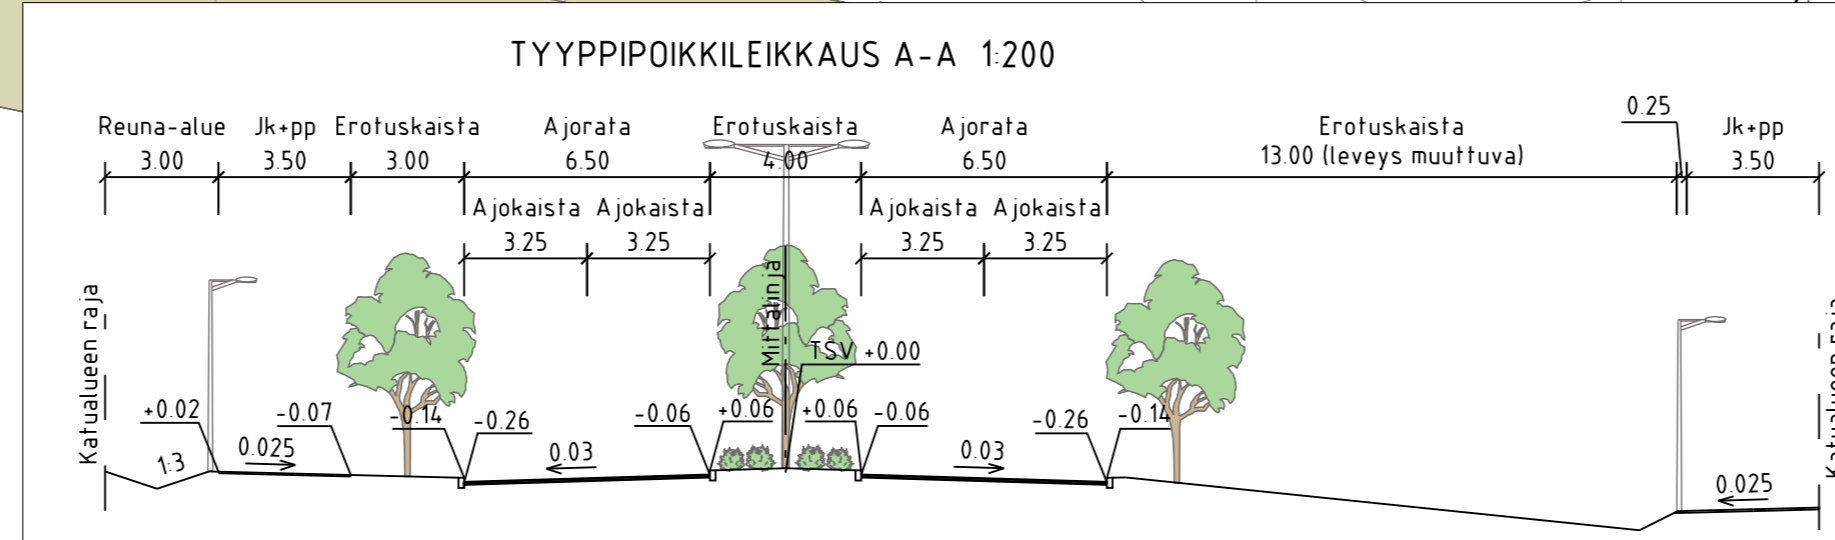 TYYPPIPOIKKILEIKKAUS A-A 1:200
0.25
Reuna-alue Jk+pp Erotuskaista Ajorata Erotuskaista Ajorata Erotuskaista Jk+pp
3.00 3.50 3.00 6.50 4.00 6.50 13.00 (leveys muuttuva) 3.50
Ajokaista Ajokaista Ajokaista Ajokaista
3.25 3.25 3.25 3.25
Katualueen raja
Mittalinja
TSV +0.00
Katualueen raja
+0.02 -0.07 -0.14 -0.26 -0.06 +0.06 +0.06 -0.06 -0.26 -0.14
1:3 0.025 0.03 0.03 0.025